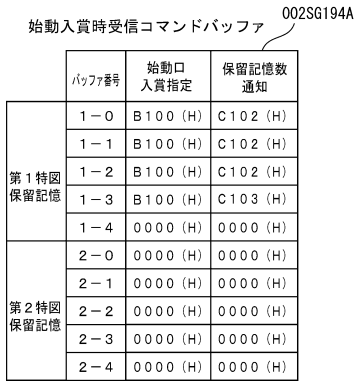 002SG194A
始動入賞時受信コマンドバッファ
バッファ番号 始動口入賞指定 保留記憶数通知
第1特図保留記憶
1-0 B100(H) C102(H)
1-1 B100(H) C102(H)
1-2 B100(H) C102(H)
1-3 B100(H) C103(H)
1-4 0000(H) 0000(H)
第2特図保留記憶
2-0 0000(H) 0000(H)
2-1 0000(H) 0000(H)
2-2 0000(H) 0000(H)
2-3 0000(H) 0000(H)
2-4 0000(H) 0000(H)